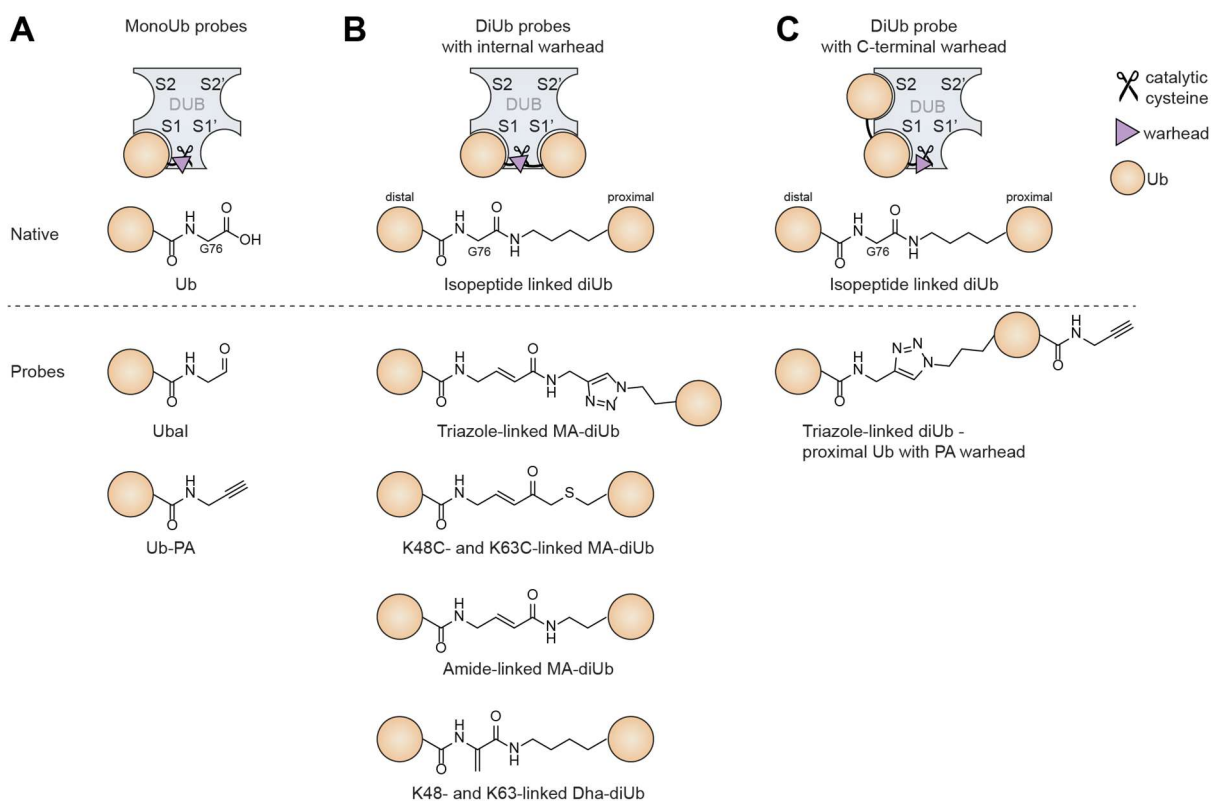 A
MonoUb probes
S2 S2'
DUB
S1 S1'
B
DiUb probes
with internal warhead
S2 S2'
DUB
S1 S1'
C
DiUb probe
with C-terminal warhead
S2 S2'
DUB
S1 S1'
catalytic
cysteine
warhead
Ub
Native
H
N
O
G76
O
OH
Ub
distal
proximal
H
N
O
G76
O
N
H
Isopeptide linked diUb
distal
proximal
H
N
O
G76
O
N
H
Isopeptide linked diUb
Probes
H
N
O
O
Ubal
H
N
O
Ub-PA
H
N
O
O
N
H
N
N=N
Triazole-linked MA-diUb
H
N
O
O
S
K48C- and K63C-linked MA-diUb
H
N
O
O
N
H
Amide-linked MA-diUb
H
N
O
O
N
H
K48- and K63-linked Dha-diUb
H
N
O
N=N
N
H
N
O
Triazole-linked diUb -
proximal Ub with PA warhead